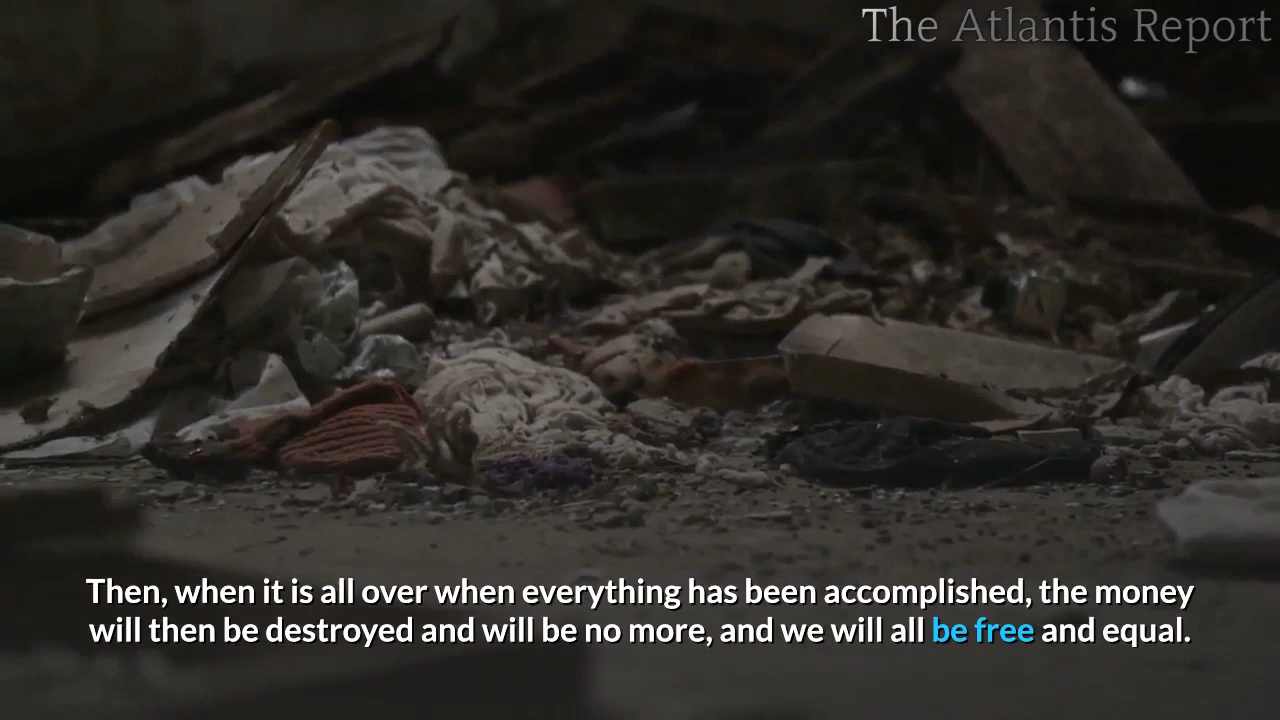 The Atlantis Report
Then, when it is all over when everything has been accomplished, the money
will then be destroyed and will be no more, and we will all be free and equal.